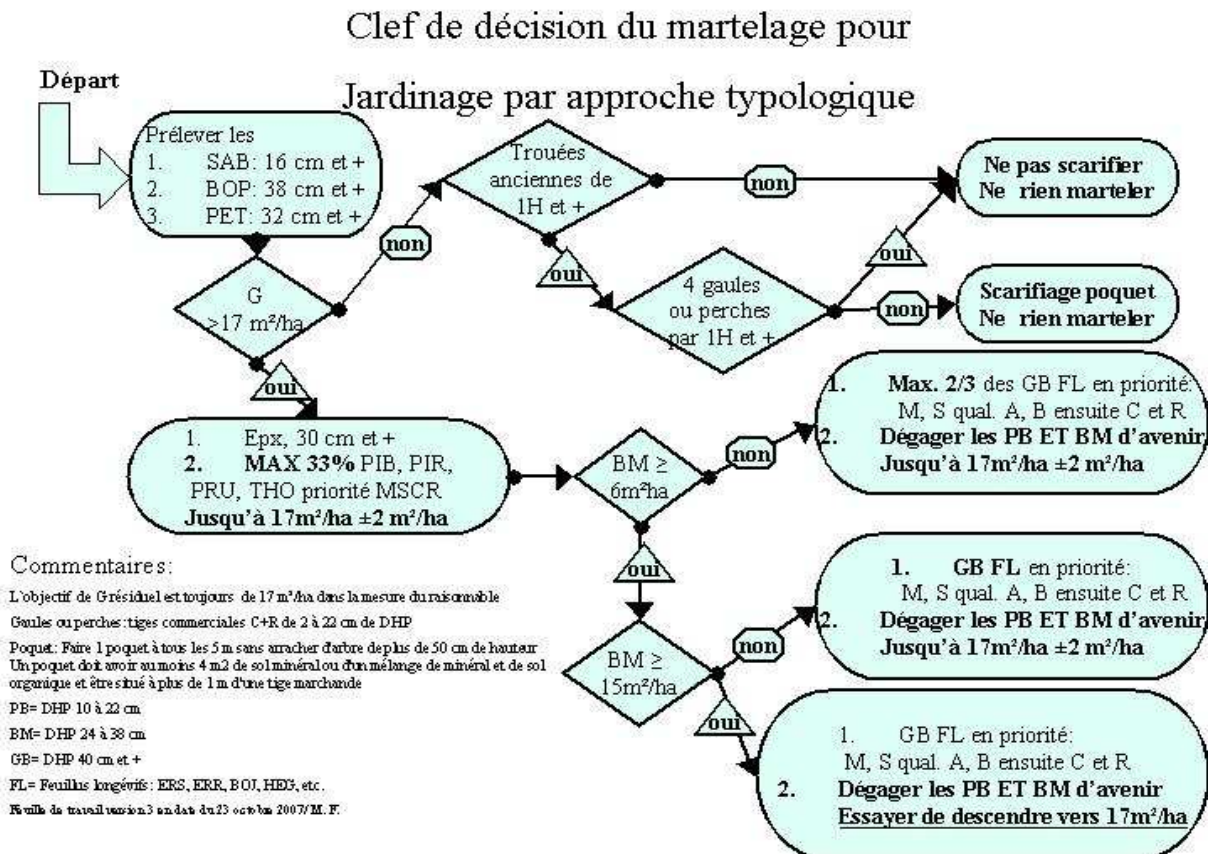 Clef de décision du martelage pour
Jardinage par approche typologique
Départ
Prélever les
1. SAB: 16 cm et +
2. BOP: 38 cm et +
3. PET: 32 cm et +
G
>17 m²/ha
non
oui
Trouées
anciennes de
1H et +
non
oui
4 gaules
ou perches
par 1H et +
oui
non
Ne pas scarifier
Ne rien marteler
Scarifiage poquet
Ne rien marteler
1. Epx, 30 cm et +
2. MAX 33% PIB, PIR,
PRU, THO priorité MSCR
Jusqu'à 17m²/ha ±2 m²/ha
BM ≥
6m²ha
non
oui
1. Max. 2/3 des GB FL en priorité:
M, S qual. A, B ensuite C et R
2. Dégager les PB ET BM d'avenir
Jusqu'à 17m²/ha ±2 m²/ha
BM ≥
15m²/ha
non
oui
1. GB FL en priorité:
M, S qual. A, B ensuite C et R
2. Dégager les PB ET BM d'avenir
Jusqu'à 17m²/ha ±2 m²/ha
1. GB FL en priorité:
M, S qual. A, B ensuite C et R
2. Dégager les PB ET BM d'avenir
Essayer de descendre vers 17m²/ha
Commentaires:
L'objectif de G résiduel est toujours de 17 m²/ha dans la mesure du raisonnable
Gaules ou perches: tiges commerciales C+R de 2 à 22 cm de DHP
Poquet: Faire 1 poquet à tous les 5 m sans arracher d'arbre de plus de 50 cm de hauteur
Un poquet doit avoir au moins 4 m2 de sol minéral ou d'un mélange de minéral et de sol
organique et être situé à plus de 1 m d'une tige marchande
PB= DHP 10 à 22 cm
BM= DHP 24 à 38 cm
GB= DHP 40 cm et +
FL= Feuillus longévifs: ERS, ERR, BOJ, HEG, etc.
Feuille de travail version 3 en date du 23 octobre 2007/ M. F.